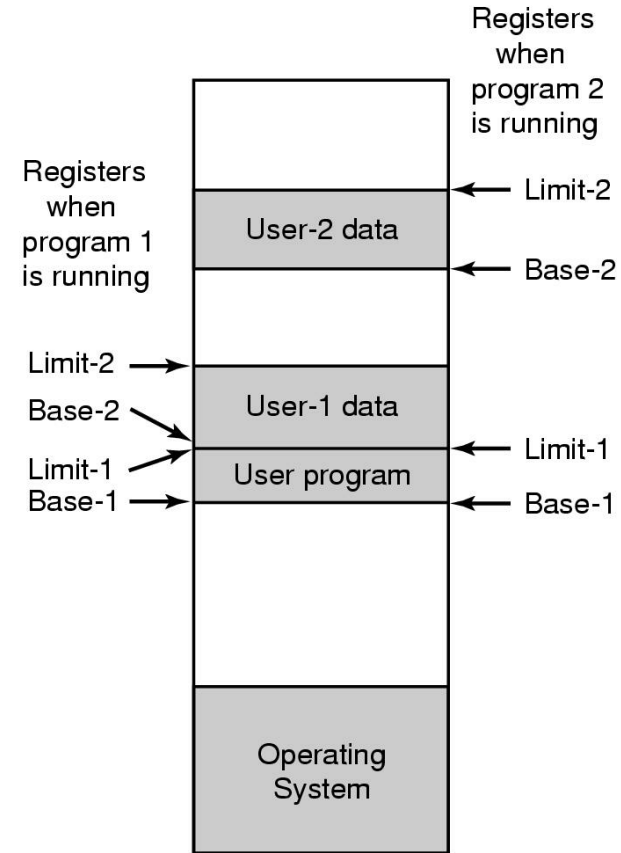 Registers
when
program 2
is running
Registers
when
program 1
is running
Limit-2
User-2 data
Base-2
Limit-2
Base-2
User-1 data
Limit-1
Base-1
User program
Limit-1
Base-1
Operating
System